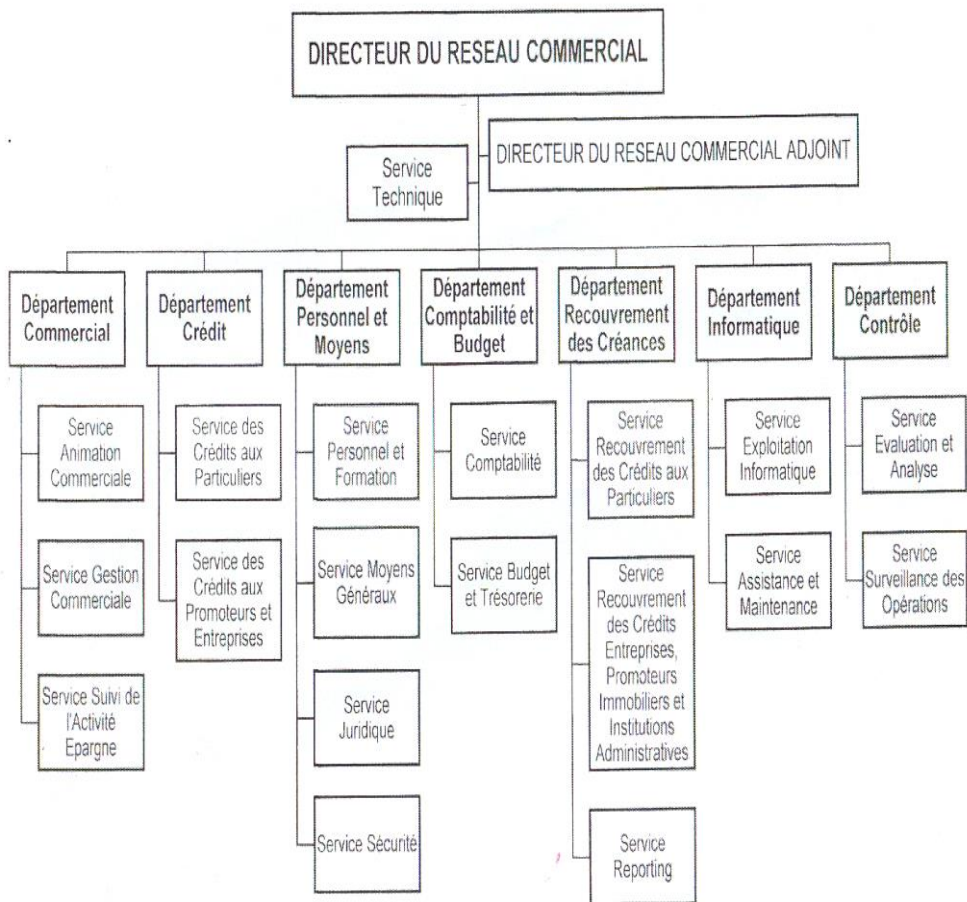 DIRECTEUR DU RESEAU COMMERCIAL
DIRECTEUR DU RESEAU COMMERCIAL ADJOINT
Service
Technique
Département
Commercial
Département
Crédit
Département
Personnel et
Moyens
Département
Comptabilité et
Budget
Département
Recouvrement
des Créances
Département
Informatique
Département
Contrôle
Service
Animation
Commerciale
Service Gestion
Commerciale
Service Suivi de
l'Activité
Epargne
Service des
Crédits aux
Particuliers
Service des
Crédits aux
Promoteurs et
Entreprises
Service
Personnel et
Formation
Service Moyens
Généraux
Service
Juridique
Service Sécurité
Service
Comptabilité
Service Budget
et Trésorerie
Service
Recouvrement
des Crédits aux
Particuliers
Service
Recouvrement
des Crédits
Entreprises,
Promoteurs
Immobiliers et
Institutions
Administratives
Service
Reporting
Service
Exploitation
Informatique
Service
Assistance et
Maintenance
Service
Evaluation et
Analyse
Service
Surveillance des
Opérations